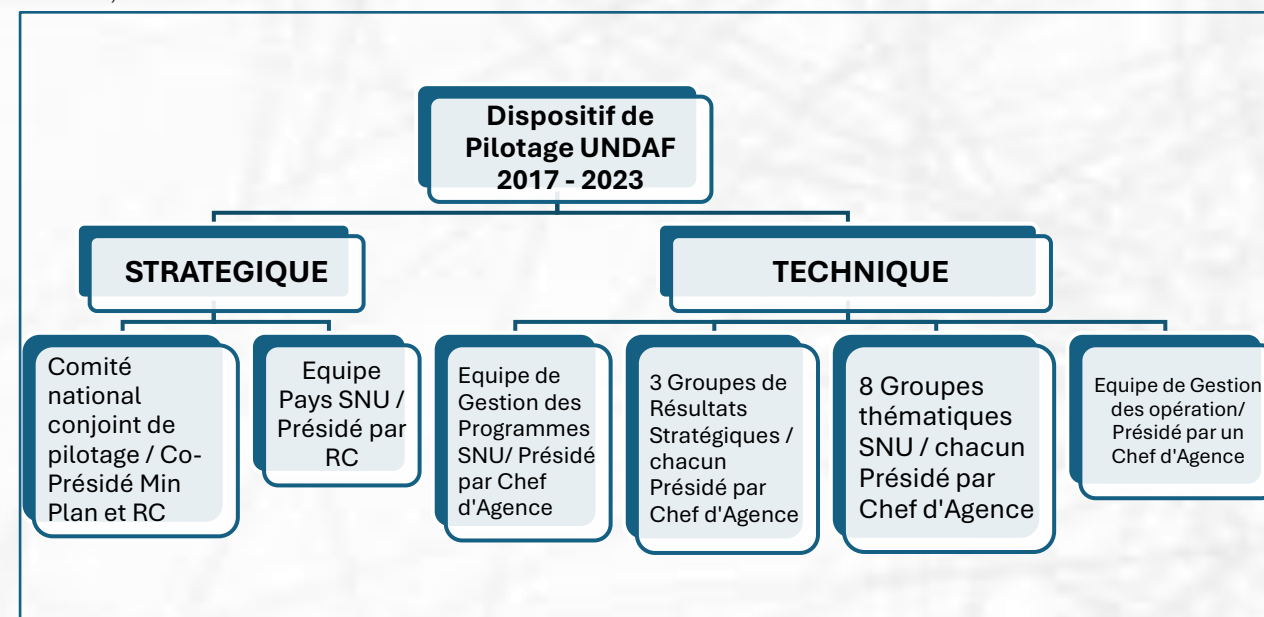 Dispositif de
Pilotage UNDAF
2017 - 2023
STRATEGIQUE
TECHNIQUE
Comité
national
conjoint de
pilotage / Co-
Présidé Min
Plan et RC
Equipe
Pays SNU /
Présidé par
RC
Equipe de
Gestion des
Programmes
SNU/ Présidé
par Chef
d'Agence
3 Groupes de
Résultats
Stratégiques /
chacun
Présidé par
Chef d'Agence
8 Groupes
thématiques
SNU / chacun
Présidé par
Chef d'Agence
Equipe de Gestion
des opération/
Présidé par un
Chef d'Agence